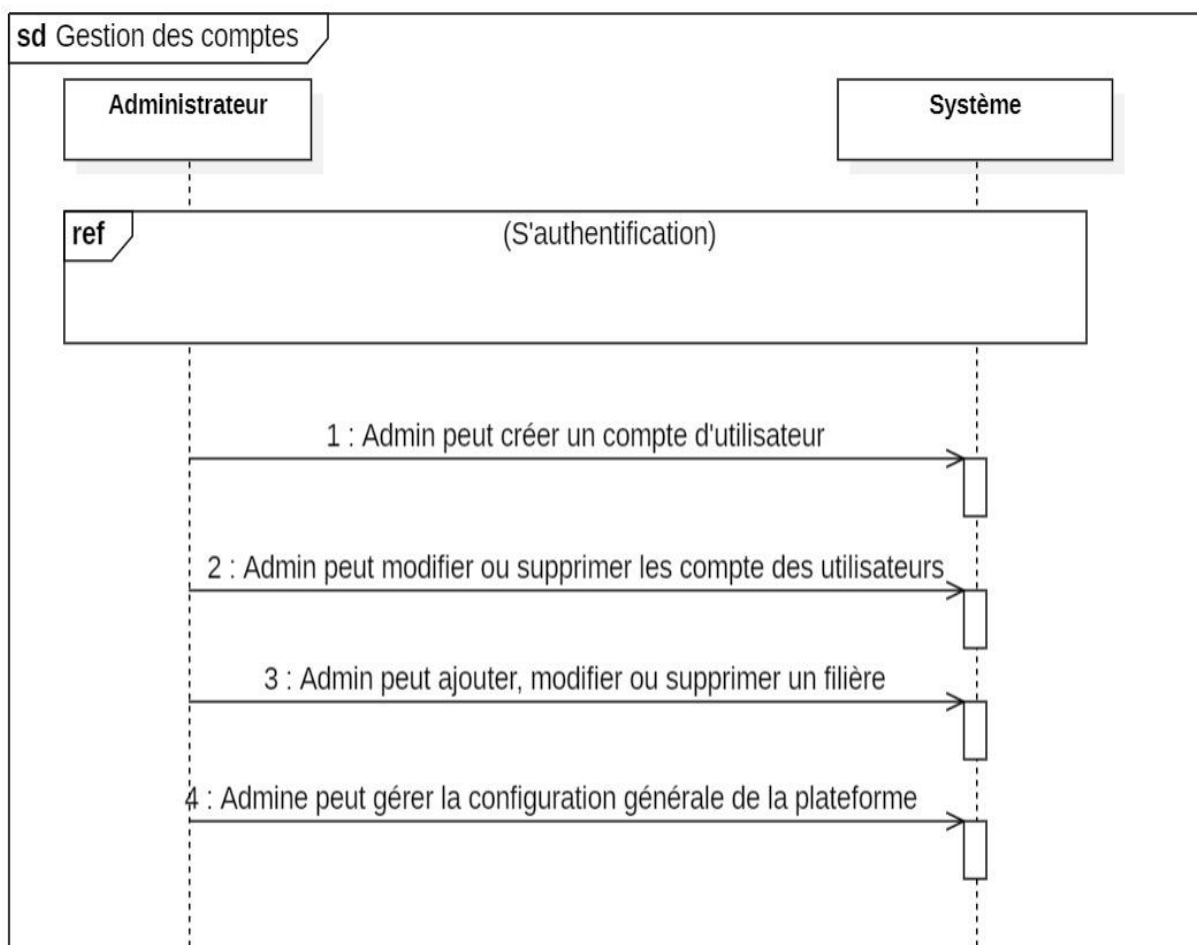 sd Gestion des comptes
Administrateur
Système
ref
(S'authentification)
1 : Admin peut créer un compte d'utilisateur
2 : Admin peut modifier ou supprimer les compte des utilisateurs
3 : Admin peut ajouter, modifier ou supprimer un filière
4 : Admine peut gérer la configuration générale de la plateforme